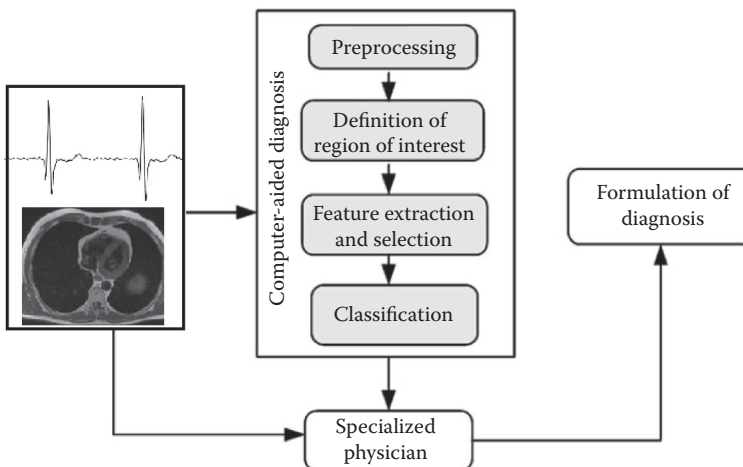 Computer-aided diagnosis
Preprocessing
Definition of
region of interest
Feature extraction
and selection
Classification
Specialized
physician
Formulation of
diagnosis